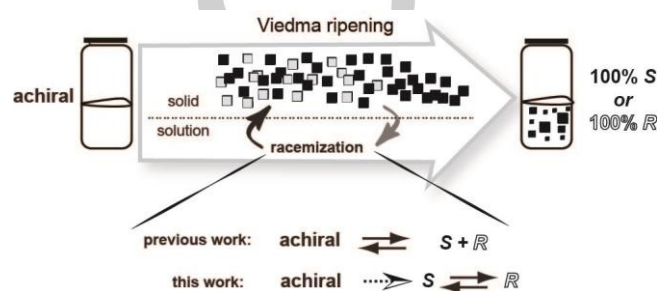 Viedma ripening
achiral
solid
solution
racemization
100% S
or
100% R
previous work: achiral S + R
this work: achiral S R